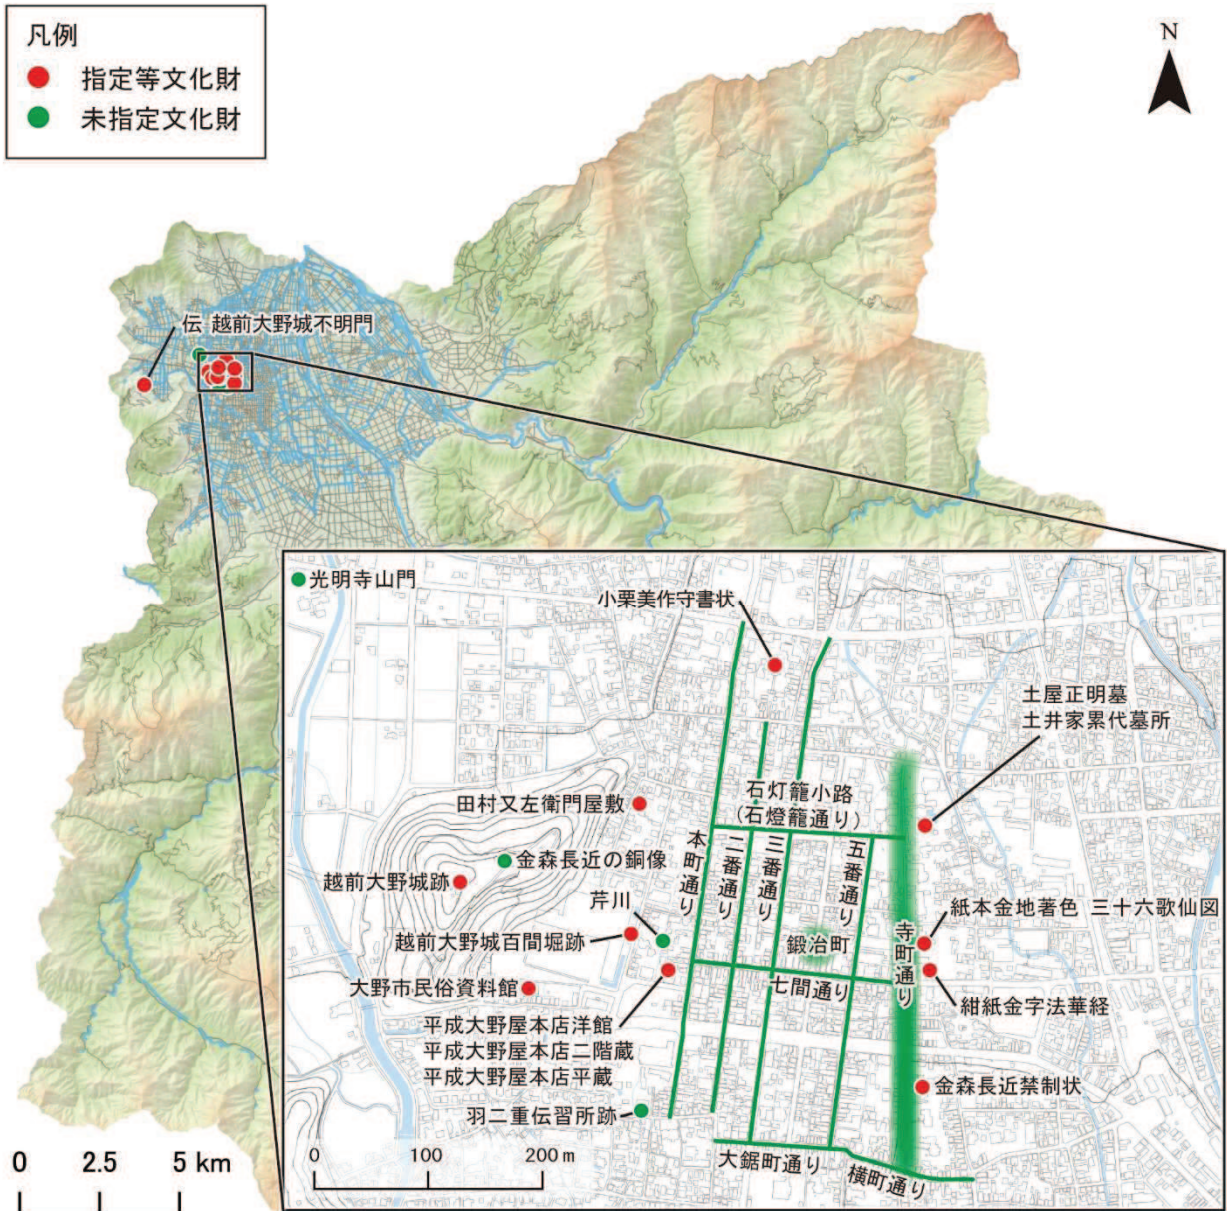 凡例
指定等文化財
未指定文化財
N
伝 越前大野城不明門
光明寺山門
小栗美作守書状
土屋正明墓
土井家累代墓所
田村又左衛門屋敷
石灯籠小路
(石燈籠通り)
本町通り
二番通り
三番通り
五番通り
金森長近の銅像
越前大野城跡
芹川
紙本金地著色 三十六歌仙図
越前大野城百間堀跡
鍛冶町
寺町通り
大野市民俗資料館
七間通り
紺紙金字法華経
平成大野屋本店洋館
平成大野屋本店二階蔵
平成大野屋本店平蔵
金森長近禁制状
羽二重伝習所跡
大鋸町通り
横町通り
0 2.5 5 km
0 100 200 m